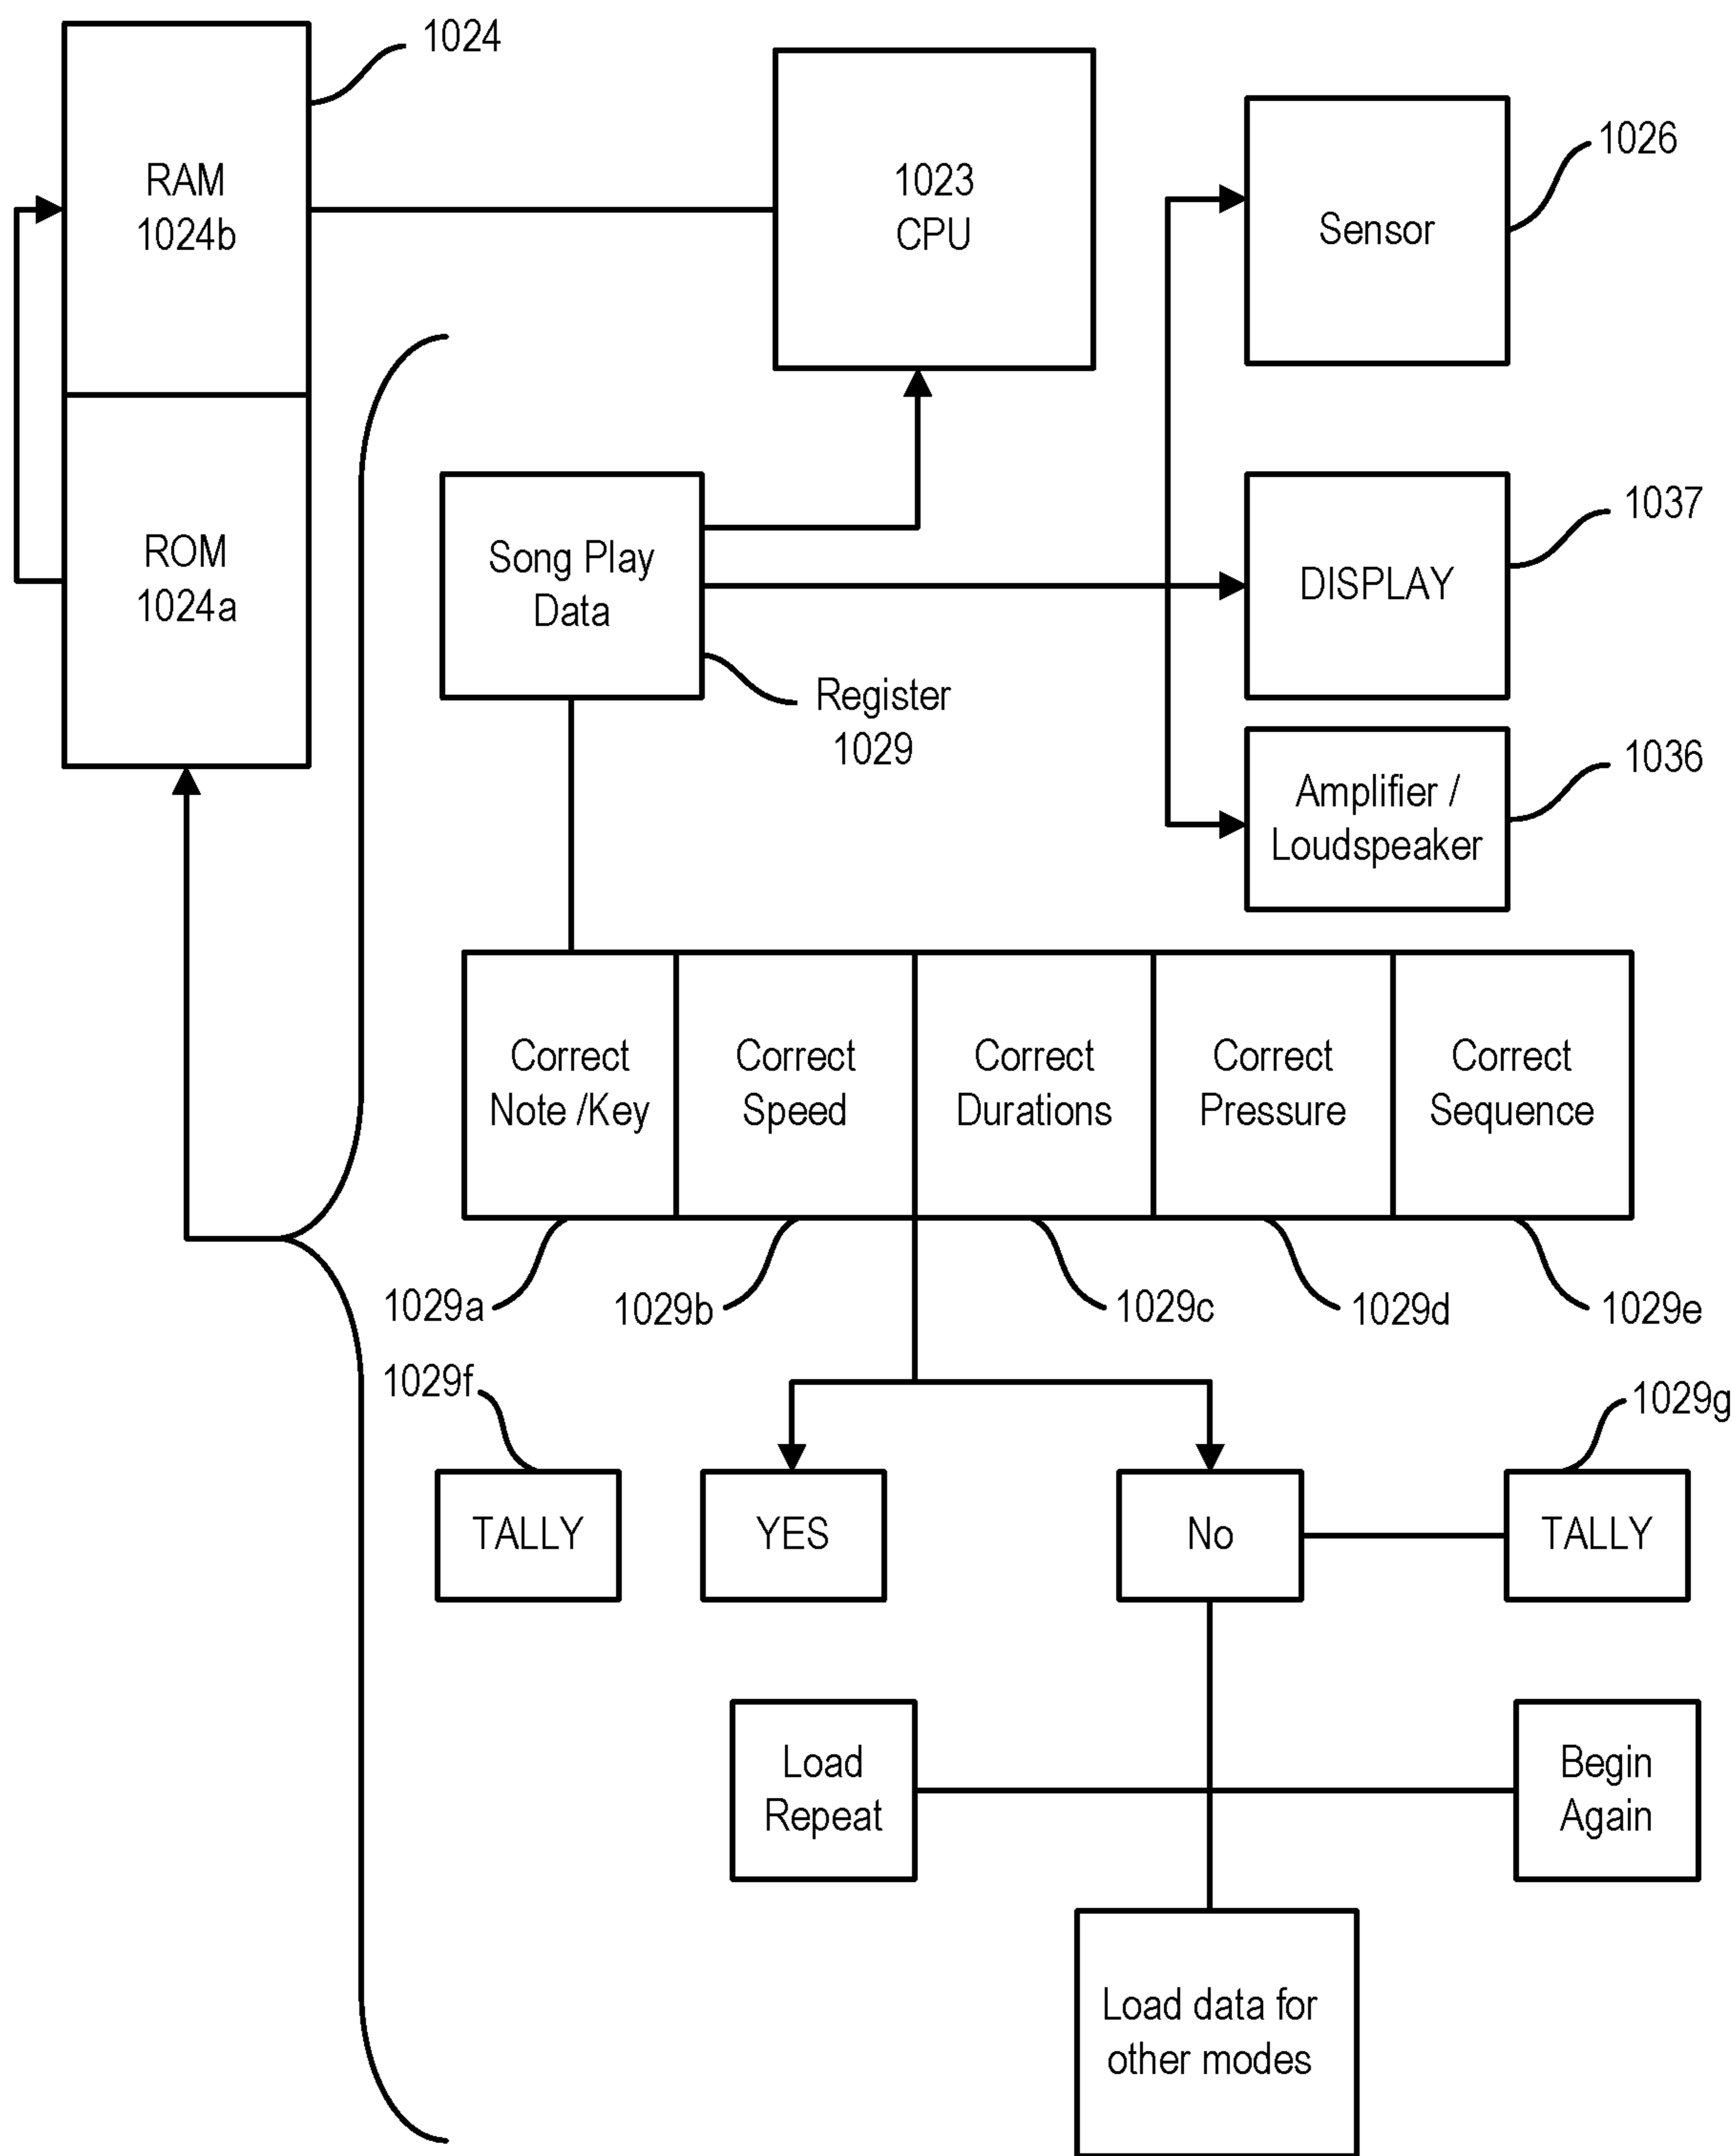 1024
RAM
1024b
1023
CPU
1026
Sensor
ROM
1024a
Song Play
Data
1037
DISPLAY
Register
1029
1036
Amplifier /
Loudspeaker
Correct
Note /Key
Correct
Speed
Correct
Durations
Correct
Pressure
Correct
Sequence
1029a
1029b
1029c
1029d
1029e
1029f
1029g
TALLY
YES
No
TALLY
Load
Repeat
Begin
Again
Load data for
other modes